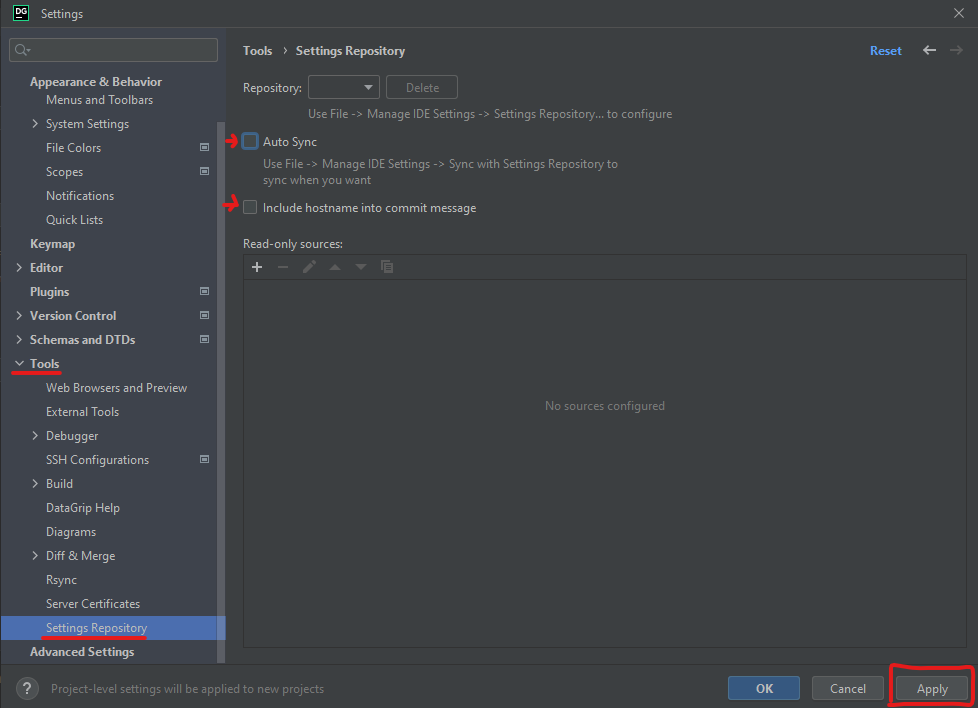 DG Settings
Appearance & Behavior
Menus and Toolbars
System Settings
File Colors
Scopes
Notifications
Quick Lists
Keymap
Editor
Plugins
Version Control
Schemas and DTDs
Tools
Web Browsers and Preview
External Tools
Debugger
SSH Configurations
Build
DataGrip Help
Diagrams
Diff & Merge
Rsync
Server Certificates
Settings Repository
Advanced Settings
Tools › Settings Repository
Reset
Repository:
Delete
Use File -> Manage IDE Settings -> Settings Repository... to configure
Auto Sync
Use File -> Manage IDE Settings -> Sync with Settings Repository to
sync when you want
Include hostname into commit message
Read-only sources:
No sources configured
? Project-level settings will be applied to new projects
OK
Cancel
Apply